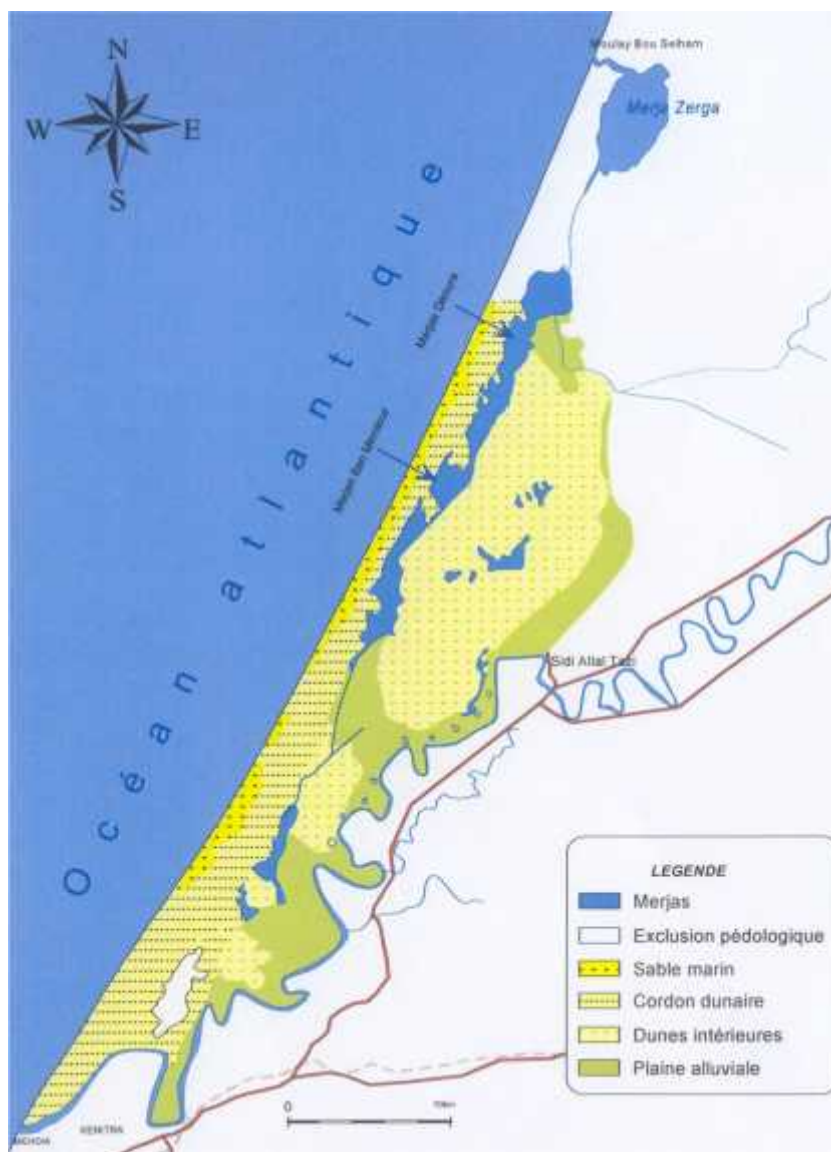 N
W E
S
Moulay Bou Selham
Merja Zerga
Océan atlantique
Sidi Allal Tazi
LEGENDE
Merjas
Exclusion pédologique
Sable marin
Cordon dunaire
Dunes intérieures
Plaine alluviale
0
KENITRA
MEHDIA